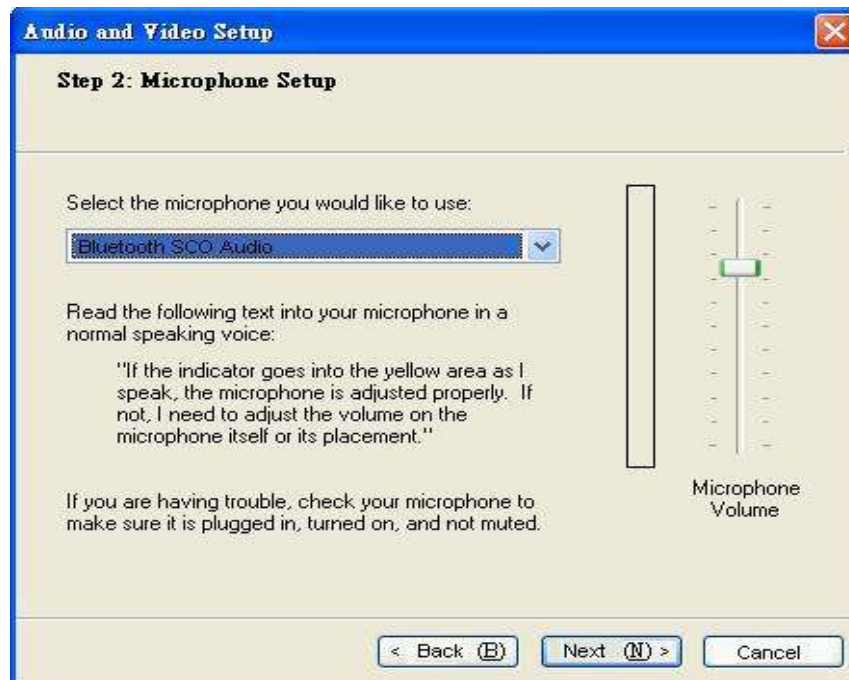 Audio and Video Setup
Step 2: Microphone Setup
Select the microphone you would like to use:
Bluetooth SCO Audio
Read the following text into your microphone in a
normal speaking voice:
"If the indicator goes into the yellow area as I
speak, the microphone is adjusted properly. If
not, I need to adjust the volume on the
microphone itself or its placement."
If you are having trouble, check your microphone to
make sure it is plugged in, turned on, and not muted.
Microphone
Volume
< Back (B)
Next (N) >
Cancel